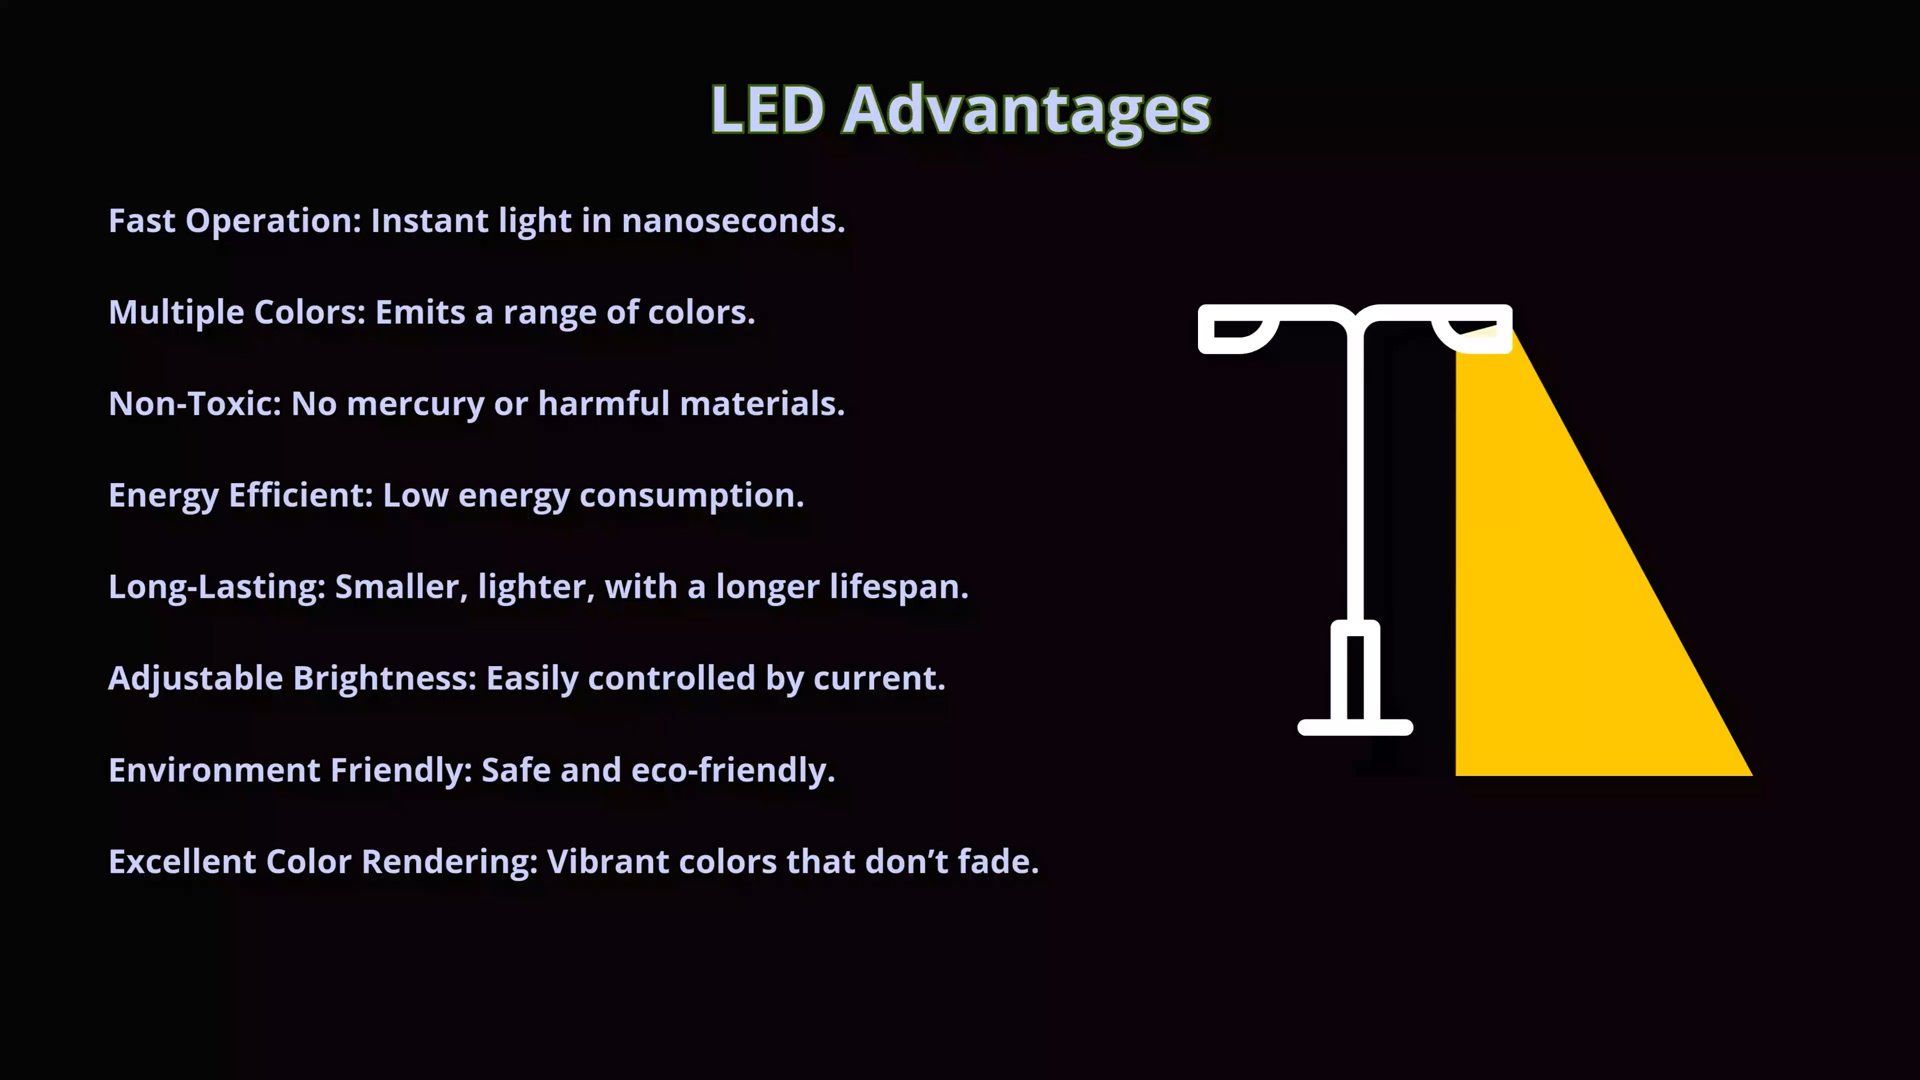 LED Advantages
Fast Operation: Instant light in nanoseconds.
Multiple Colors: Emits a range of colors.
Non-Toxic: No mercury or harmful materials.
Energy Efficient: Low energy consumption.
Long-Lasting: Smaller, lighter, with a longer lifespan.
Adjustable Brightness: Easily controlled by current.
Environment Friendly: Safe and eco-friendly.
Excellent Color Rendering: Vibrant colors that don’t fade.